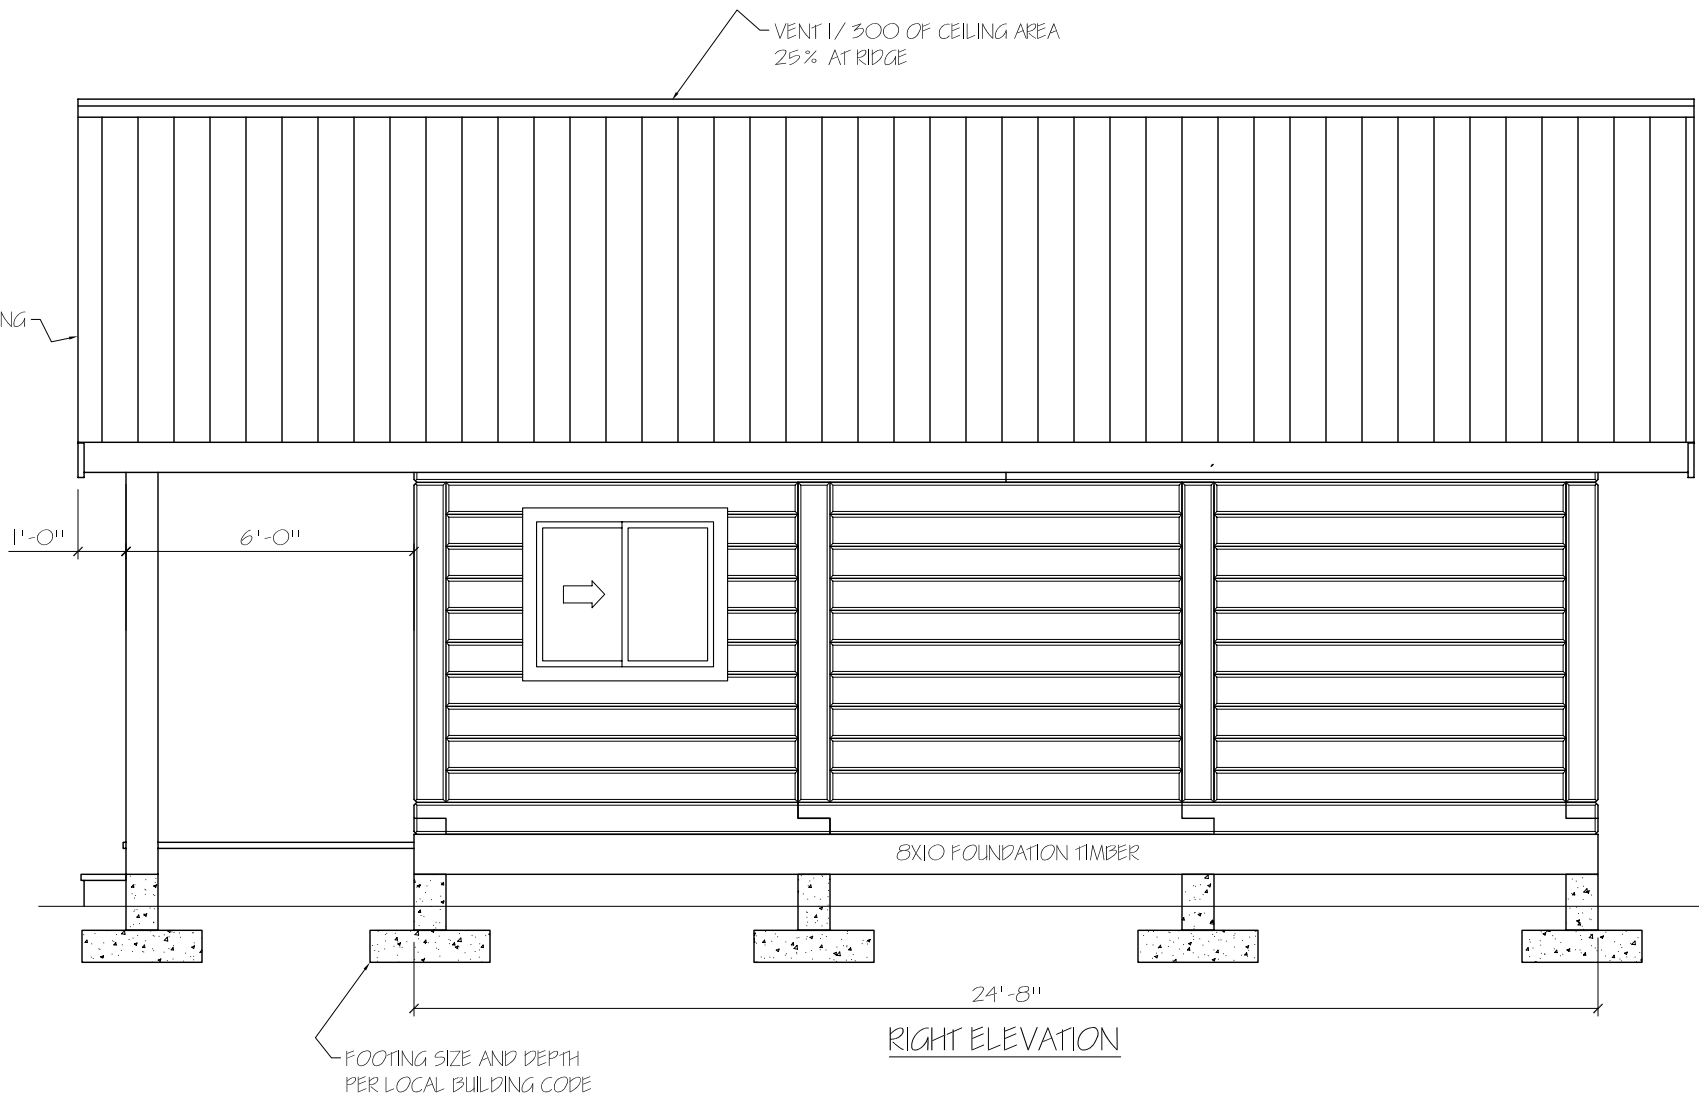 VENT 1/300 OF CEILING AREA
25% AT RIDGE
NG
1'-0"
6'-0"
8X10 FOUNDATION TIMBER
24'-8"
RIGHT ELEVATION
FOOTING SIZE AND DEPTH
PER LOCAL BUILDING CODE